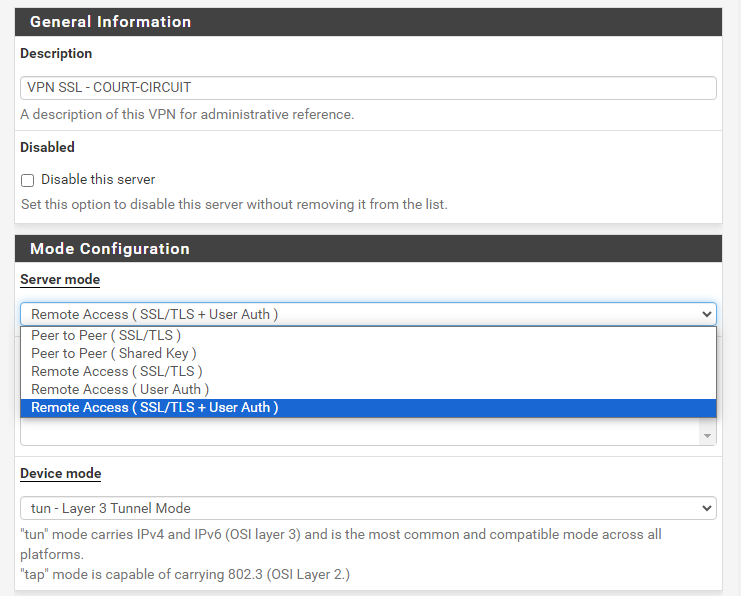 General Information
Description
VPN SSL - COURT-CIRCUIT
A description of this VPN for administrative reference.
Disabled
Disable this server
Set this option to disable this server without removing it from the list.
Mode Configuration
Server mode
Remote Access ( SSL/TLS + User Auth )
Peer to Peer ( SSL/TLS )
Peer to Peer ( Shared Key )
Remote Access ( SSL/TLS )
Remote Access ( User Auth )
Remote Access ( SSL/TLS + User Auth )
Device mode
tun - Layer 3 Tunnel Mode
"tun" mode carries IPv4 and IPv6 (OSI layer 3) and is the most common and compatible mode across all
platforms.
"tap" mode is capable of carrying 802.3 (OSI Layer 2.)